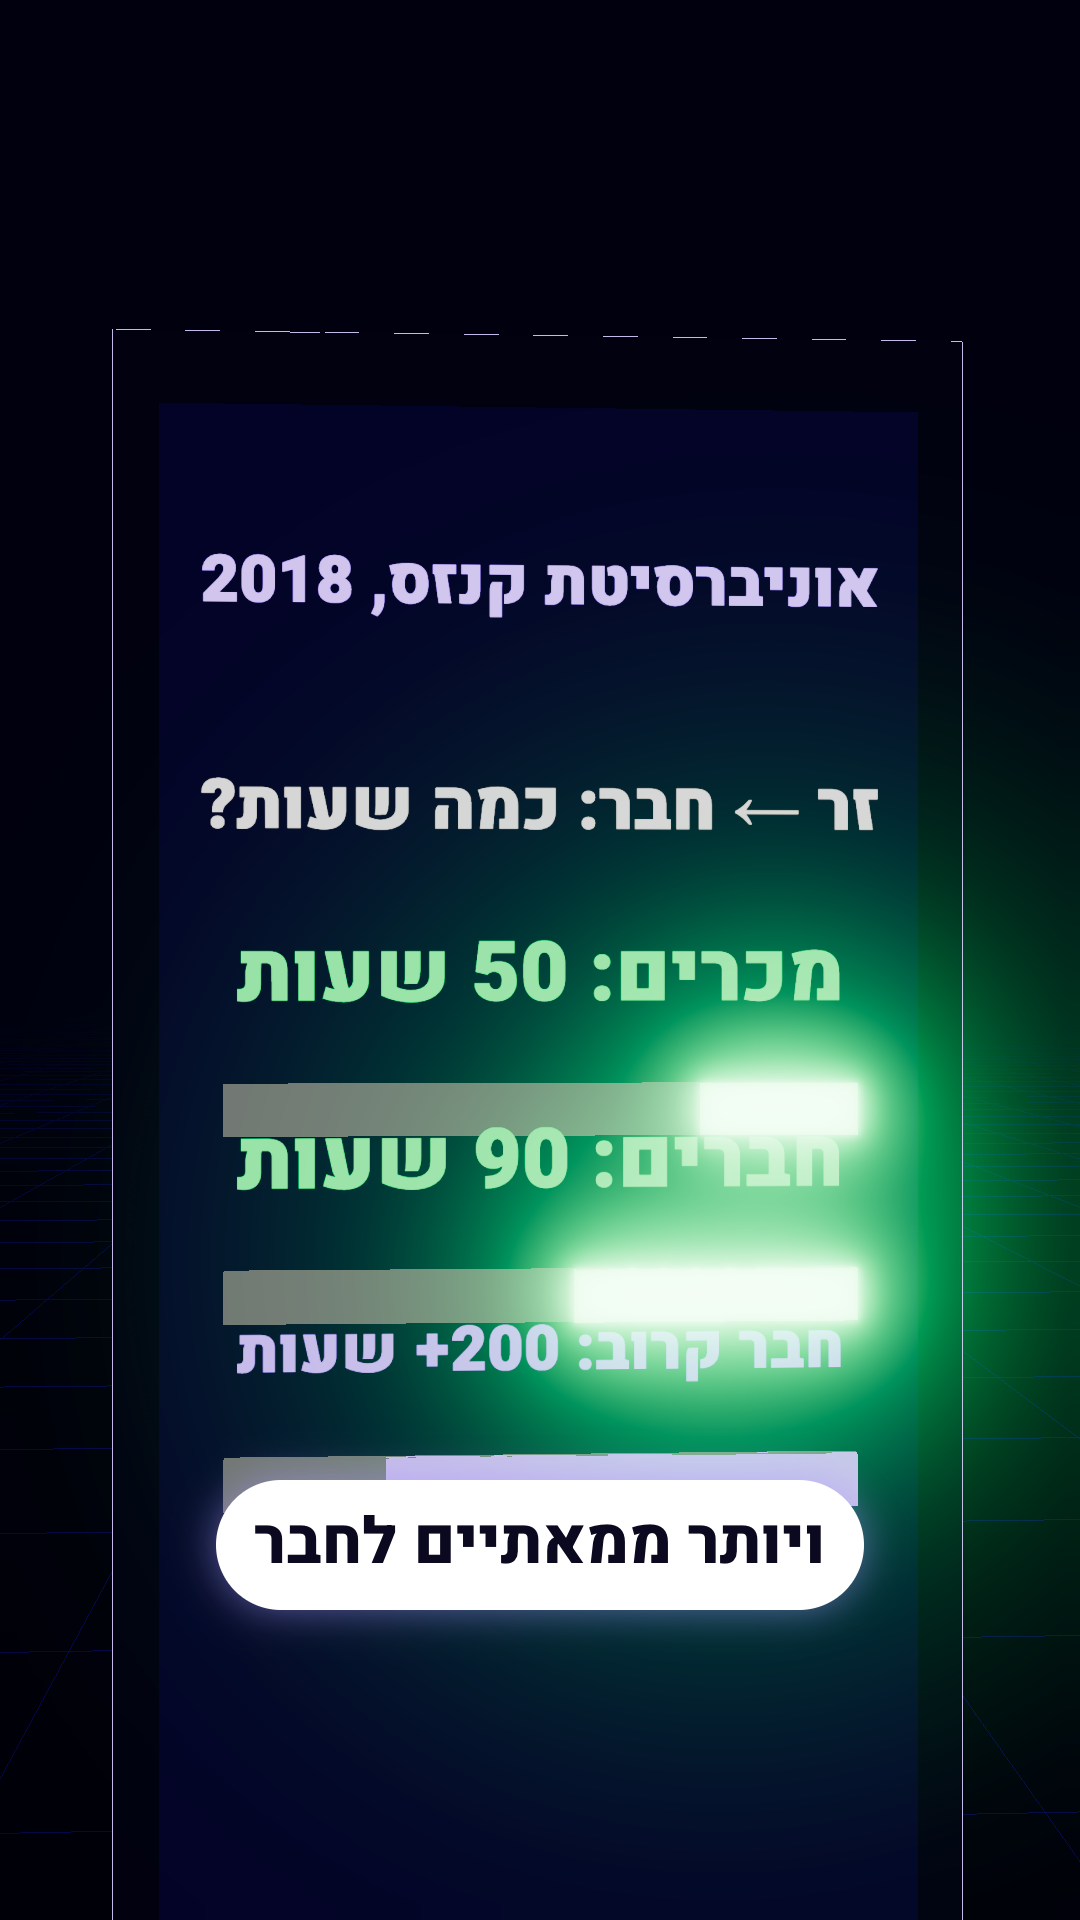 אוניברסיטת קנזס, 2018
זר ← חבר: כמה שעות?
מכרים: 50 שעות
חברים: 90 שעות
חבר קרוב: 200+ שעות
ויותר ממאתיים לחבר